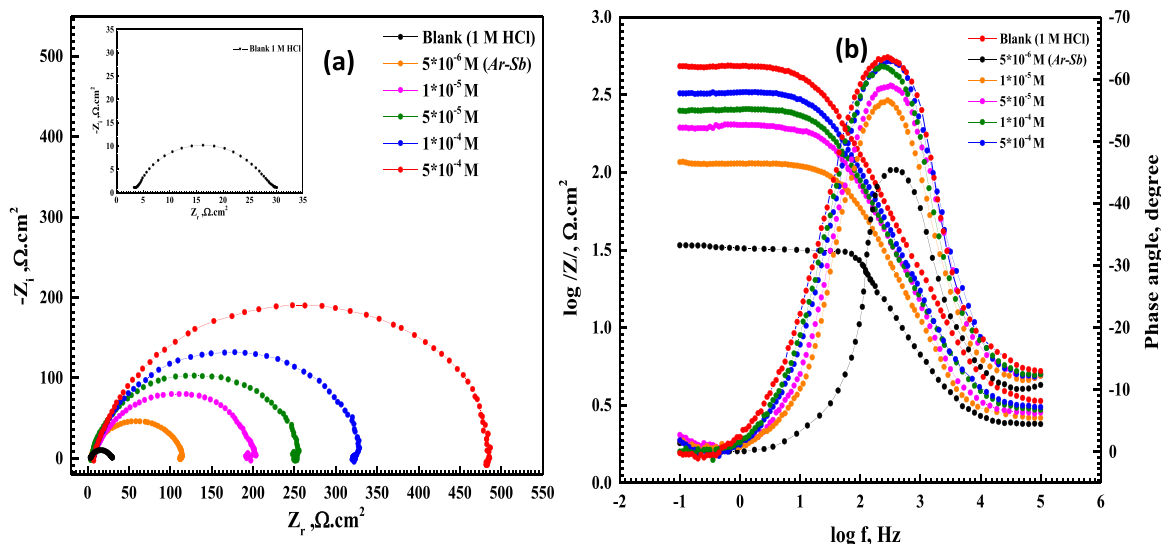 (a)
500
400
300
200
100
0
-Z_i ,Ω.cm²
0 50 100 150 200 250 300 350 400 450 500 550
Z_r ,Ω.cm²
35
30
25
20
15
10
5
0
-Z_i ,Ω.cm²
0 5 10 15 20 25 30 35
Z_r ,Ω.cm²
Blank 1 M HCl
Blank (1 M HCl)
5*10⁻⁶ M (Ar-Sb)
1*10⁻⁵ M
5*10⁻⁵ M
1*10⁻⁴ M
5*10⁻⁴ M
(b)
3.0
2.5
2.0
1.5
1.0
0.5
0.0
log /Z/, Ω.cm²
-2 -1 0 1 2 3 4 5 6
log f, Hz
-70
-60
-50
-40
-30
-20
-10
0
Phase angle, degree
Blank (1 M HCl)
5*10⁻⁶ M (Ar-Sb)
1*10⁻⁵ M
5*10⁻⁵ M
1*10⁻⁴ M
5*10⁻⁴ M